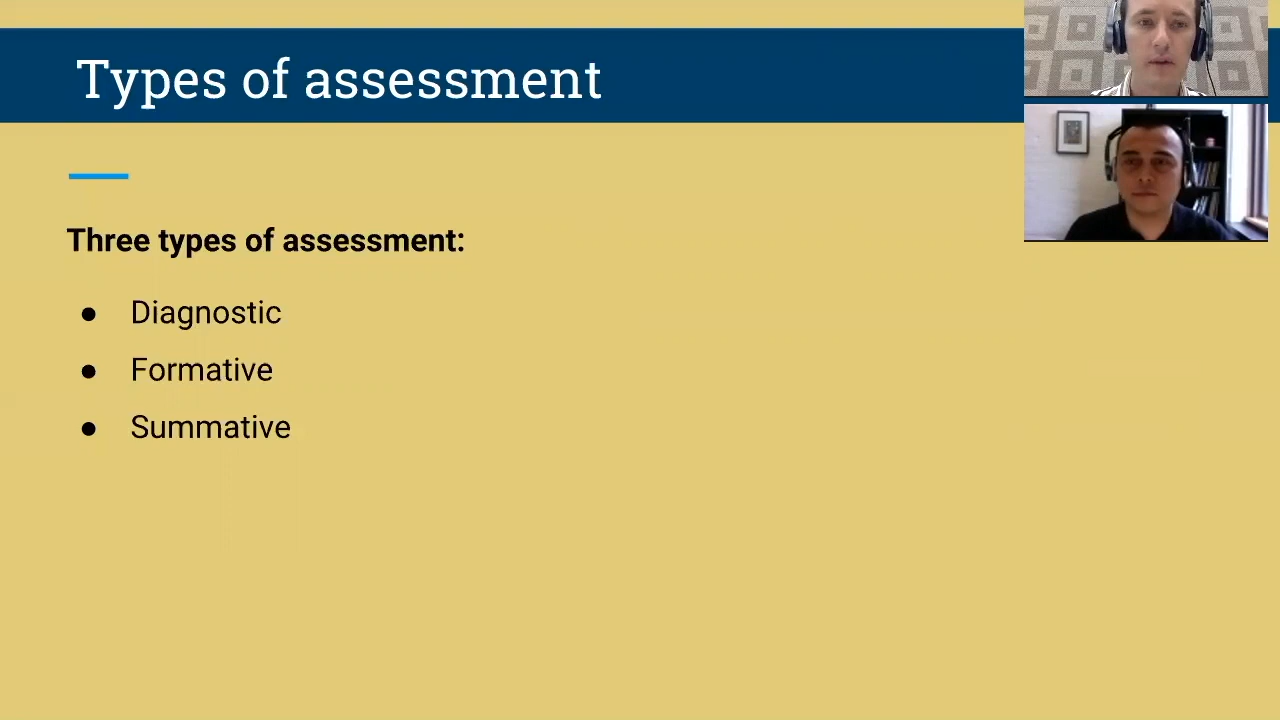 Types of assessment
Three types of assessment:
● Diagnostic
● Formative
● Summative